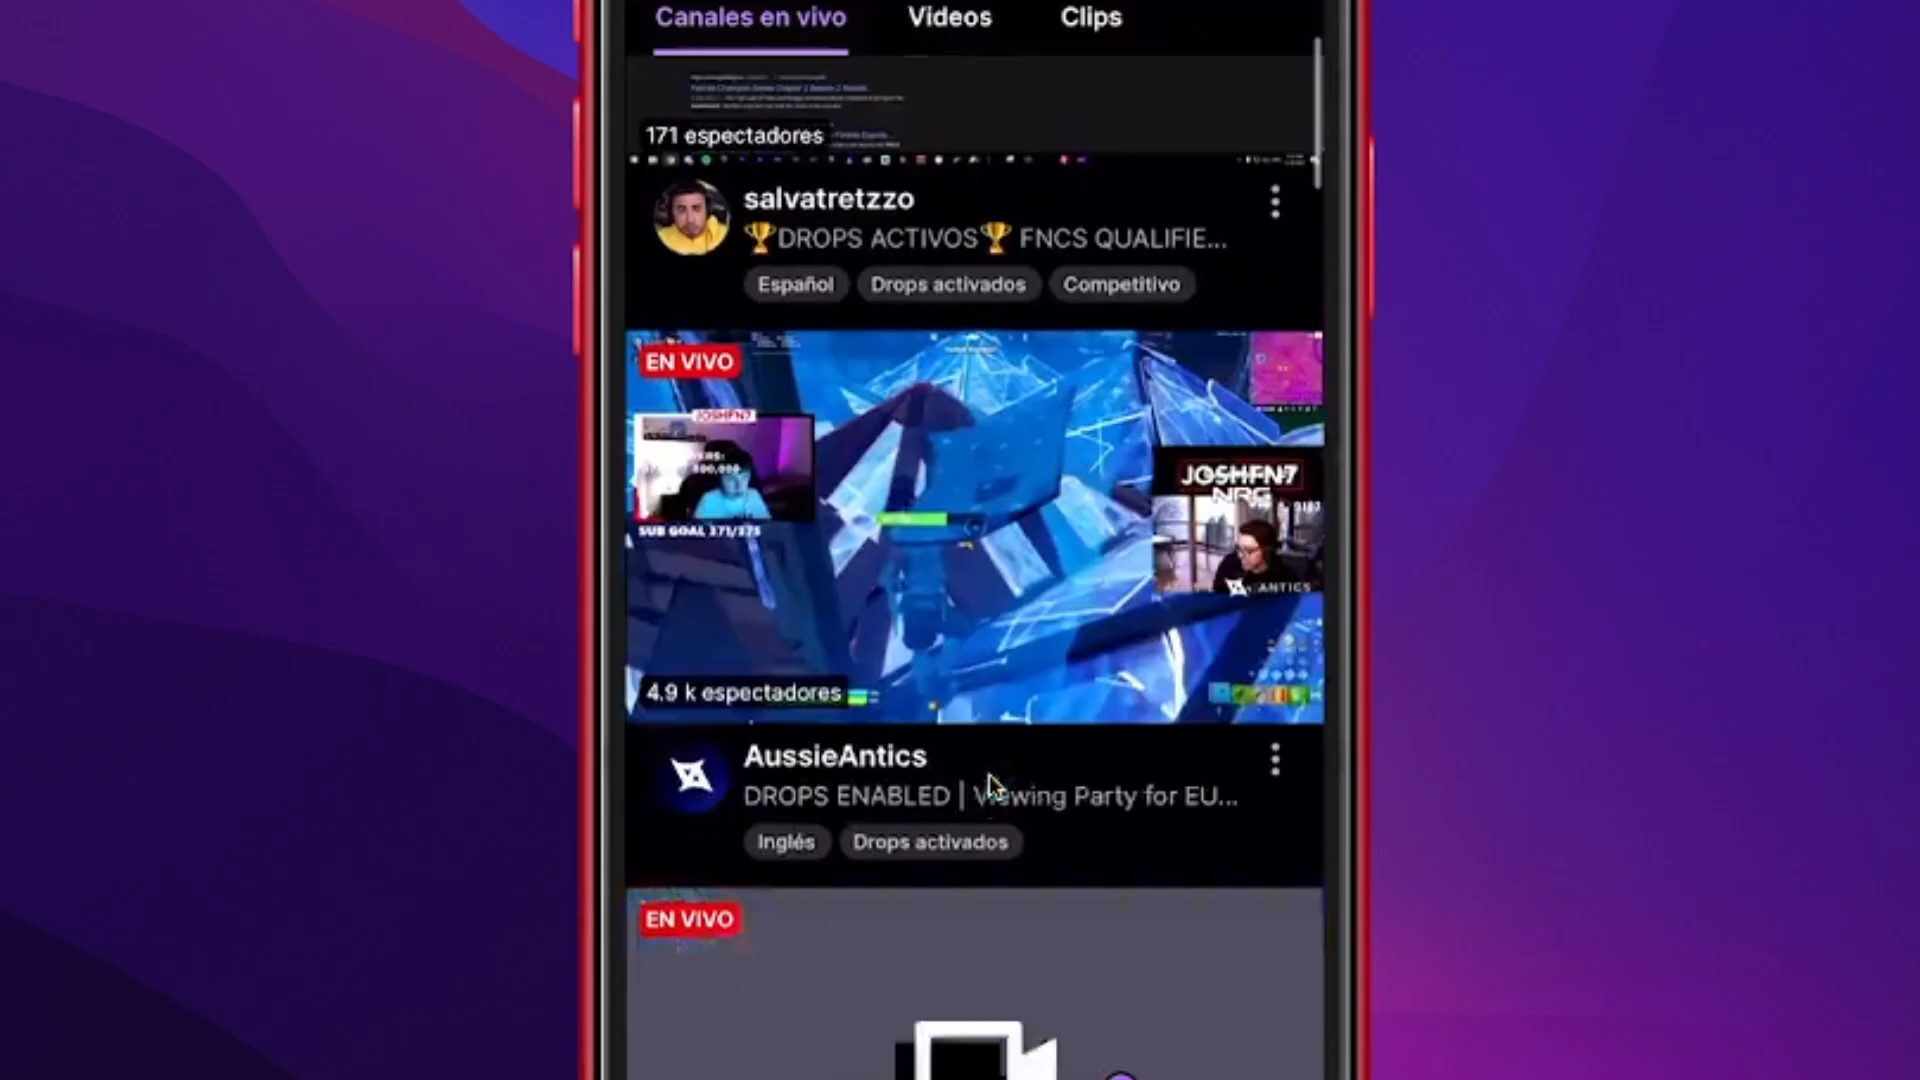 Canales en vivo
Videos
Clips
171 espectadores
salvatretzzo
🏆DROPS ACTIVOS🏆 FNCS QUALIFIE...
Español
Drops activados
Competitivo
EN VIVO
JOSHFN7
SUB GOAL 371/375
JOSHFN7
NRG
ANTICS
4.9 k espectadores
AussieAntics
DROPS ENABLED | Viewing Party for EU...
Inglés
Drops activados
EN VIVO